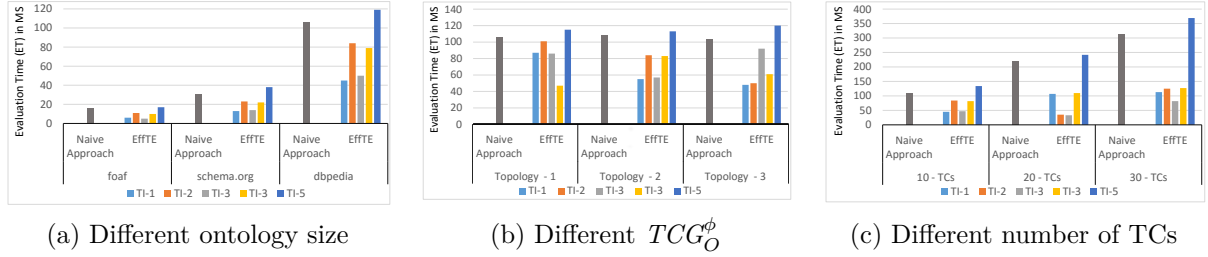 Evaluation Time (ET) in MS
120
100
80
60
40
20
0
Naive Approach
EffTE
Naive Approach
EffTE
Naive Approach
EffTE
foaf
schema.org
dbpedia
TI-1 TI-2 TI-3 TI-3 TI-5
(a) Different ontology size
Evaluation Time (ET) in MS
140
120
100
80
60
40
20
0
Naive Approach
EffTE
Naive Approach
EffTE
Naive Approach
EffTE
Topology - 1
Topology - 2
Topology - 3
TI-1 TI-2 TI-3 TI-3 TI-5
(b) Different $TCG_O^\phi$
Evaluation Time (ET) in MS
400
350
300
250
200
150
100
50
0
Naive Approach
EffTE
Naive Approach
EffTE
Naive Approach
EffTE
10 - TCs
20 - TCs
30 - TCs
TI-1 TI-2 TI-3 TI-3 TI-5
(c) Different number of TCs